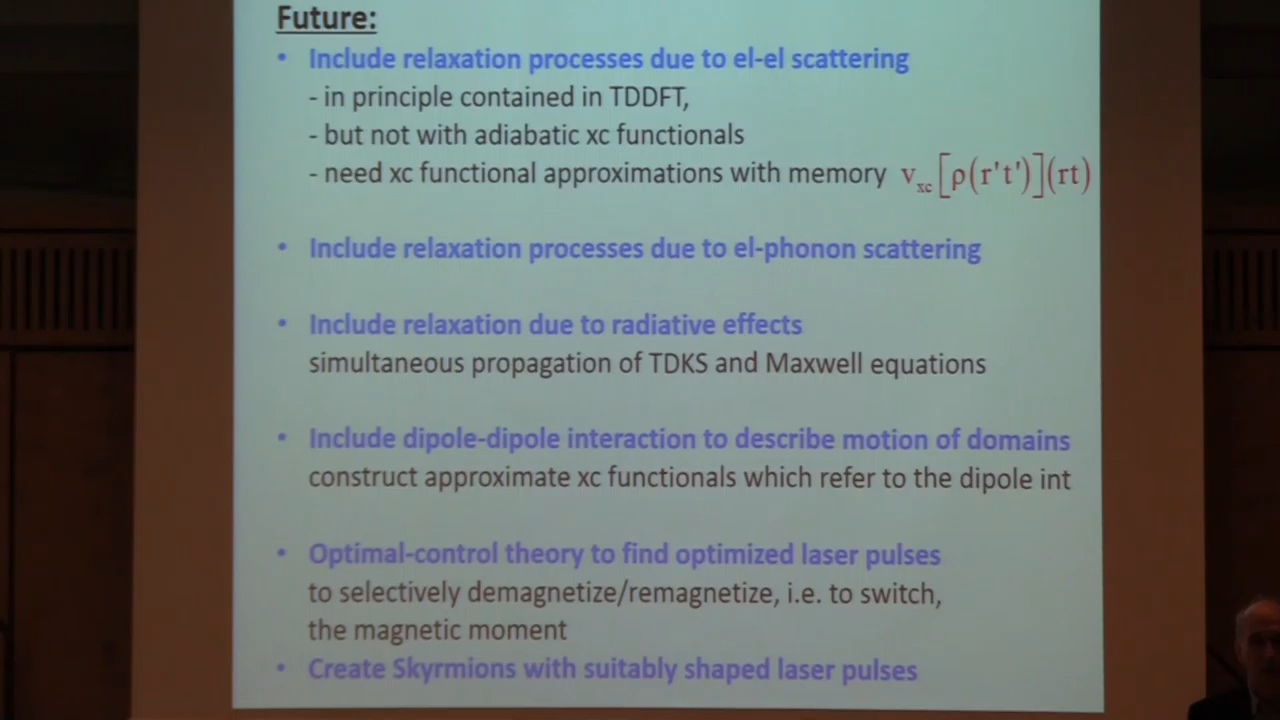 Future:
• Include relaxation processes due to el-el scattering
- in principle contained in TDDFT,
- but not with adiabatic xc functionals
- need xc functional approximations with memory v_xc[ρ(r't')](rt)
• Include relaxation processes due to el-phonon scattering
• Include relaxation due to radiative effects
simultaneous propagation of TDKS and Maxwell equations
• Include dipole-dipole interaction to describe motion of domains
construct approximate xc functionals which refer to the dipole int
• Optimal-control theory to find optimized laser pulses
to selectively demagnetize/remagnetize, i.e. to switch,
the magnetic moment
• Create Skyrmions with suitably shaped laser pulses